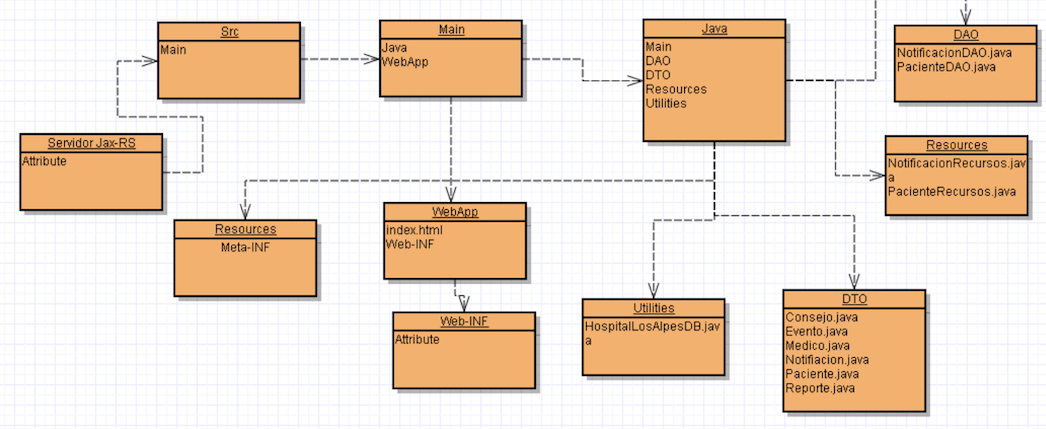 Src
Main
Main
Java
WebApp
Java
Main
DAO
DTO
Resources
Utilities
DAO
NotificacionDAO.java
PacienteDAO.java
Servidor Jax-RS
Attribute
Resources
NotificacionRecursos.jav
a
PacienteRecursos.java
Resources
Meta-INF
WebApp
index.html
Web-INF
Web-INF
Attribute
Utilities
HospitalLosAlpesDB.jav
a
DTO
Consejo.java
Evento.java
Medico.java
Notifiacion.java
Paciente.java
Reporte.java